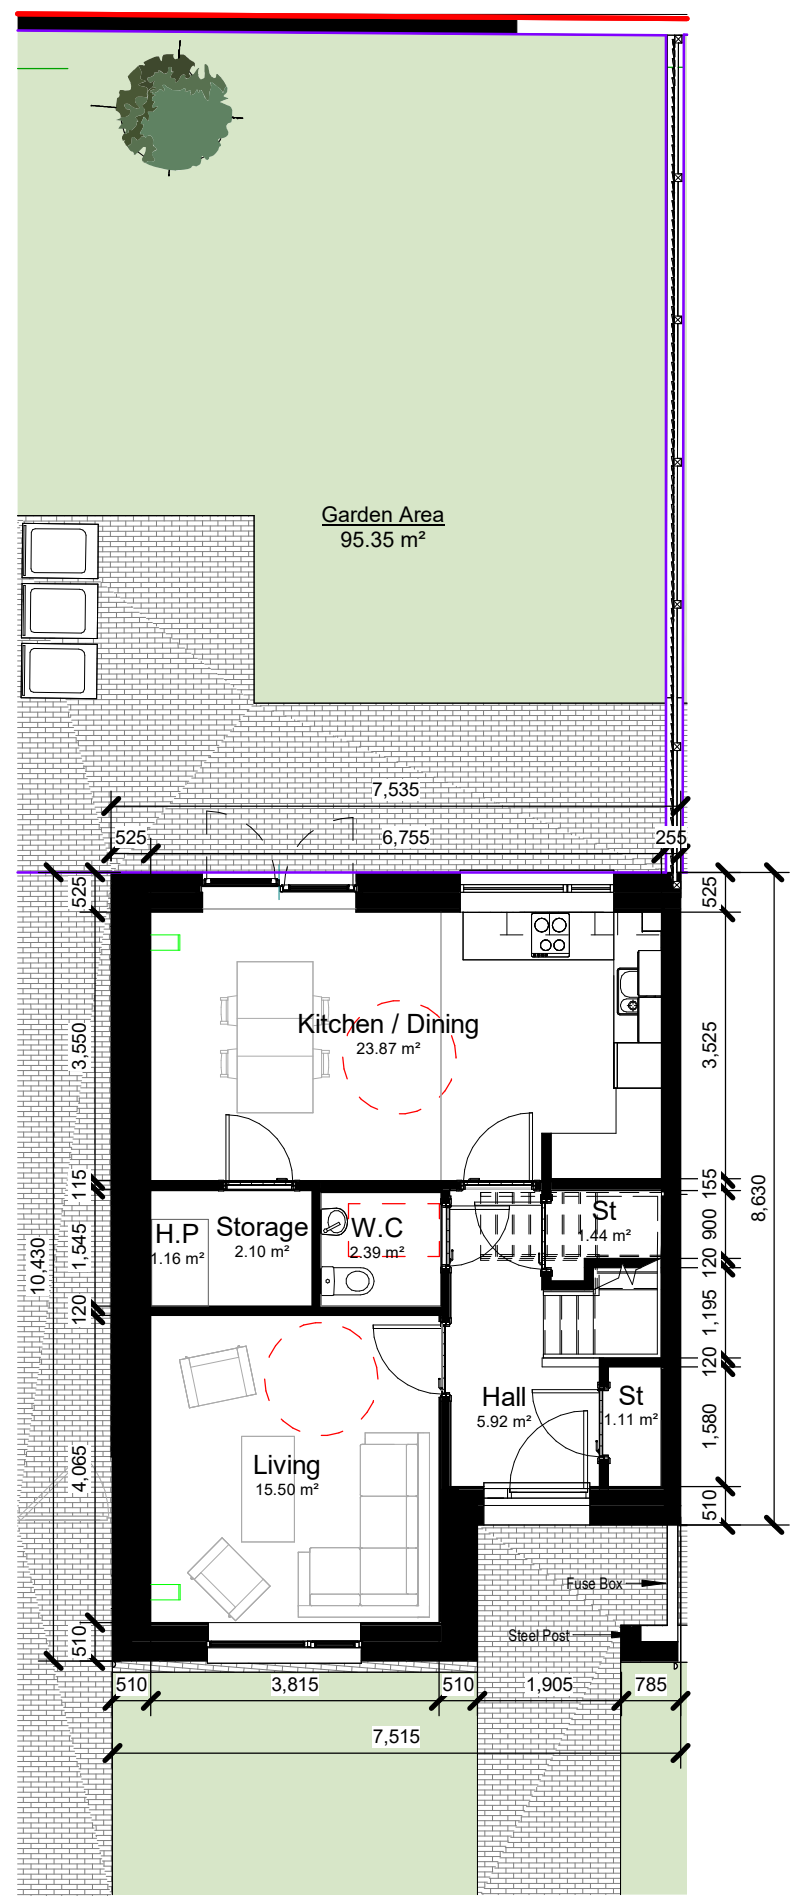 Garden Area
95.35 m²
7,535
525
6,755
255
525
3,550
115
1,545
120
4,065
510
10,430
525
3,525
155
900
120
1,195
120
1,580
510
8,630
Kitchen / Dining
23.87 m²
H.P
1.16 m²
Storage
2.10 m²
W.C
2.39 m²
St
1.44 m²
Hall
5.92 m²
St
1.11 m²
Living
15.50 m²
Fuse Box
Steel Post
510
3,815
510
1,905
785
7,515